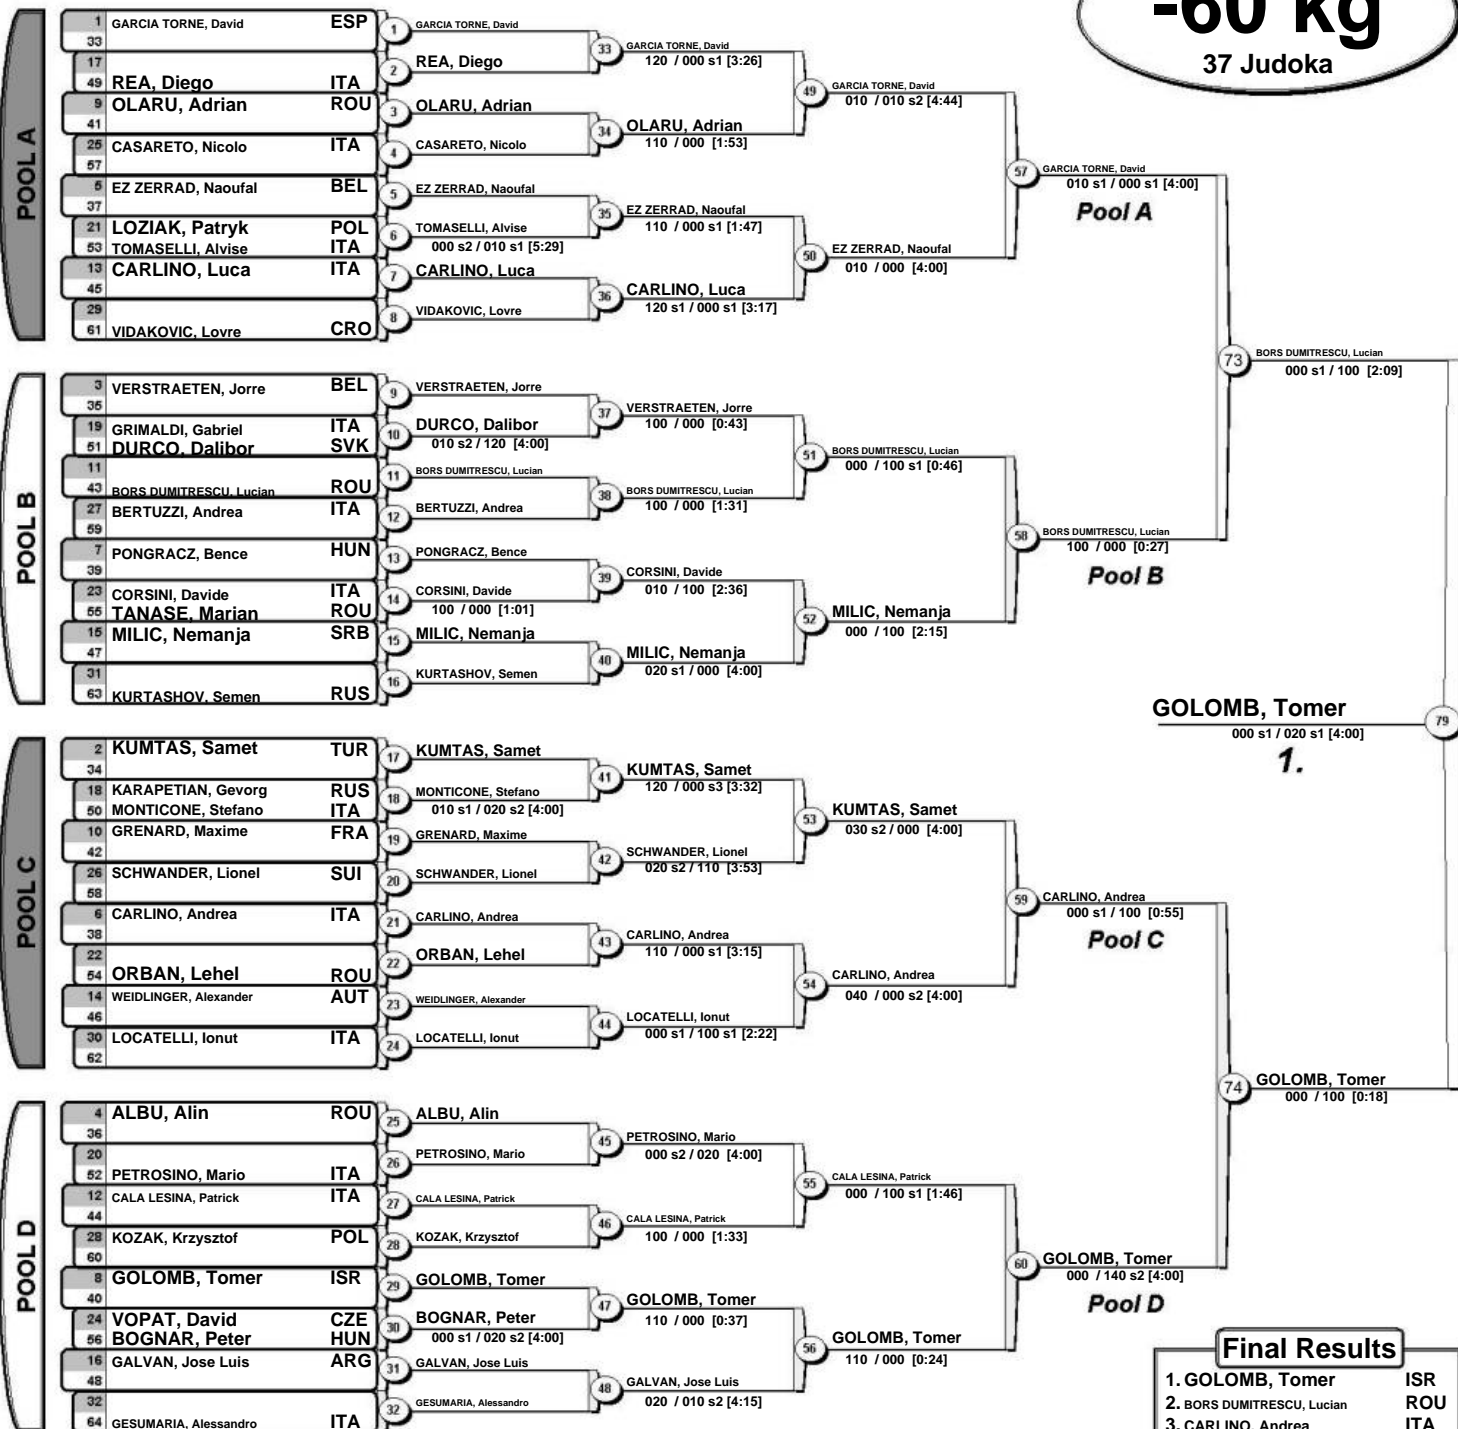 -60 kg
37 Judoka
POOL A
1 GARCIA TORNE, David ESP
33
17
49 REA, Diego ITA
9 OLARU, Adrian ROU
41
25 CASARETO, Nicolo ITA
57
5 EZ ZERRAD, Naoufal BEL
37
21 LOZIAK, Patryk POL
53 TOMASELLI, Alvise ITA
13 CARLINO, Luca ITA
45
29
61 VIDAKOVIC, Lovre CRO
1 GARCIA TORNE, David
2 REA, Diego
3 OLARU, Adrian
4 CASARETO, Nicolo
5 EZ ZERRAD, Naoufal
6 TOMASELLI, Alvise
000 s2 / 010 s1 [5:29]
7 CARLINO, Luca
8 VIDAKOVIC, Lovre
33 GARCIA TORNE, David
120 / 000 s1 [3:26]
34 OLARU, Adrian
110 / 000 [1:53]
35 EZ ZERRAD, Naoufal
110 / 000 s1 [1:47]
36 CARLINO, Luca
120 s1 / 000 s1 [3:17]
49 GARCIA TORNE, David
010 / 010 s2 [4:44]
50 EZ ZERRAD, Naoufal
010 / 000 [4:00]
57 GARCIA TORNE, David
010 s1 / 000 s1 [4:00]
Pool A
POOL B
3 VERSTRAETEN, Jorre BEL
35
19 GRIMALDI, Gabriel ITA
51 DURCO, Dalibor SVK
11
43 BORS DUMITRESCU, Lucian ROU
27 BERTUZZI, Andrea ITA
59
7 PONGRACZ, Bence HUN
39
23 CORSINI, Davide ITA
55 TANASE, Marian ROU
15 MILIC, Nemanja SRB
47
31
63 KURTASHOV, Semen RUS
9 VERSTRAETEN, Jorre
10 DURCO, Dalibor
010 s2 / 120 [4:00]
11 BORS DUMITRESCU, Lucian
12 BERTUZZI, Andrea
13 PONGRACZ, Bence
14 CORSINI, Davide
100 / 000 [1:01]
15 MILIC, Nemanja
16 KURTASHOV, Semen
37 VERSTRAETEN, Jorre
100 / 000 [0:43]
38 BORS DUMITRESCU, Lucian
100 / 000 [1:31]
39 CORSINI, Davide
010 / 100 [2:36]
40 MILIC, Nemanja
020 s1 / 000 [4:00]
51 BORS DUMITRESCU, Lucian
000 / 100 s1 [0:46]
52 MILIC, Nemanja
000 / 100 [2:15]
58 BORS DUMITRESCU, Lucian
100 / 000 [0:27]
Pool B
73 BORS DUMITRESCU, Lucian
000 s1 / 100 [2:09]
GOLOMB, Tomer 79
000 s1 / 020 s1 [4:00]
1.
POOL C
2 KUMTAS, Samet TUR
34
18 KARAPETIAN, Gevorg RUS
50 MONTICONE, Stefano ITA
10 GRENARD, Maxime FRA
42
26 SCHWANDER, Lionel SUI
58
6 CARLINO, Andrea ITA
38
22
54 ORBAN, Lehel ROU
14 WEIDLINGER, Alexander AUT
46
30 LOCATELLI, Ionut ITA
62
17 KUMTAS, Samet
18 MONTICONE, Stefano
010 s1 / 020 s2 [4:00]
19 GRENARD, Maxime
20 SCHWANDER, Lionel
21 CARLINO, Andrea
22 ORBAN, Lehel
23 WEIDLINGER, Alexander
24 LOCATELLI, Ionut
41 KUMTAS, Samet
120 / 000 s3 [3:32]
42 SCHWANDER, Lionel
020 s2 / 110 [3:53]
43 CARLINO, Andrea
110 / 000 s1 [3:15]
44 LOCATELLI, Ionut
000 s1 / 100 s1 [2:22]
53 KUMTAS, Samet
030 s2 / 000 [4:00]
54 CARLINO, Andrea
040 / 000 s2 [4:00]
59 CARLINO, Andrea
000 s1 / 100 [0:55]
Pool C
74 GOLOMB, Tomer
000 / 100 [0:18]
POOL D
4 ALBU, Alin ROU
36
20
52 PETROSINO, Mario ITA
12 CALA LESINA, Patrick ITA
44
28 KOZAK, Krzysztof POL
60
8 GOLOMB, Tomer ISR
40
24 VOPAT, David CZE
56 BOGNAR, Peter HUN
16 GALVAN, Jose Luis ARG
48
32
64 GESUMARIA, Alessandro ITA
25 ALBU, Alin
26 PETROSINO, Mario
27 CALA LESINA, Patrick
28 KOZAK, Krzysztof
29 GOLOMB, Tomer
30 BOGNAR, Peter
000 s1 / 020 s2 [4:00]
31 GALVAN, Jose Luis
32 GESUMARIA, Alessandro
45 PETROSINO, Mario
000 s2 / 020 [4:00]
46 CALA LESINA, Patrick
100 / 000 [1:33]
47 GOLOMB, Tomer
110 / 000 [0:37]
48 GALVAN, Jose Luis
020 / 010 s2 [4:15]
55 CALA LESINA, Patrick
000 / 100 s1 [1:46]
56 GOLOMB, Tomer
110 / 000 [0:24]
60 GOLOMB, Tomer
000 / 140 s2 [4:00]
Pool D
Final Results
1. GOLOMB, Tomer ISR
2. BORS DUMITRESCU, Lucian ROU
3. CARLINO, Andrea ITA